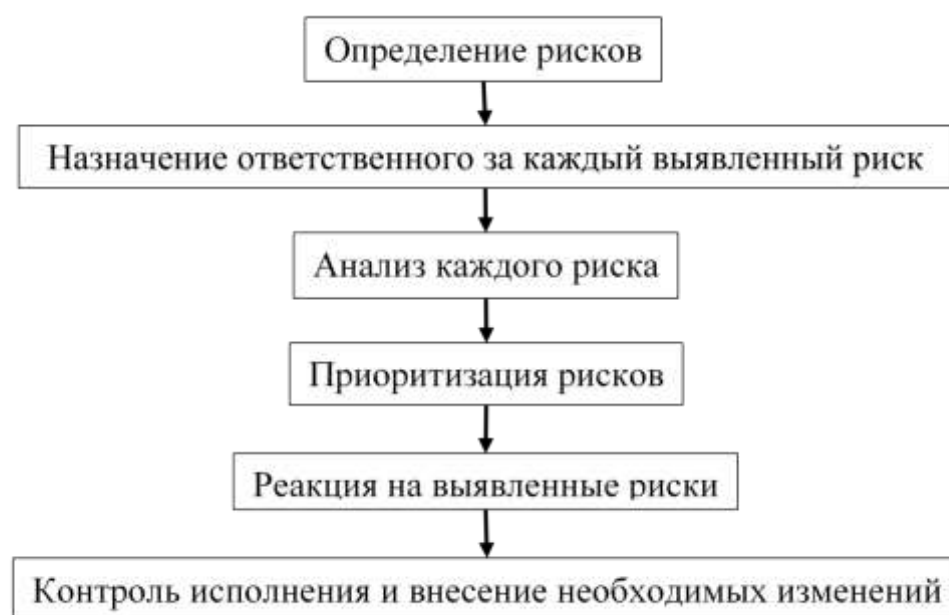 Определение рисков
Назначение ответственного за каждый выявленный риск
Анализ каждого риска
Приоритизация рисков
Реакция на выявленные риски
Контроль исполнения и внесение необходимых изменений